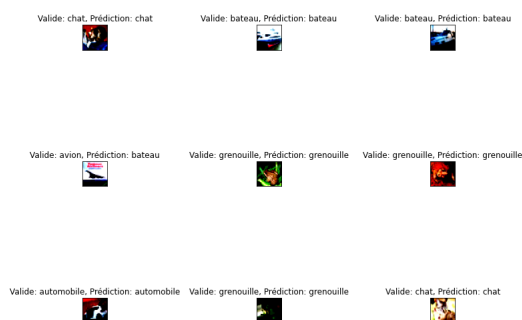 Valide: chat, Prédiction: chat
Valide: bateau, Prédiction: bateau
Valide: bateau, Prédiction: bateau
Valide: avion, Prédiction: bateau
Valide: grenouille, Prédiction: grenouille
Valide: grenouille, Prédiction: grenouille
Valide: automobile, Prédiction: automobile
Valide: grenouille, Prédiction: grenouille
Valide: chat, Prédiction: chat